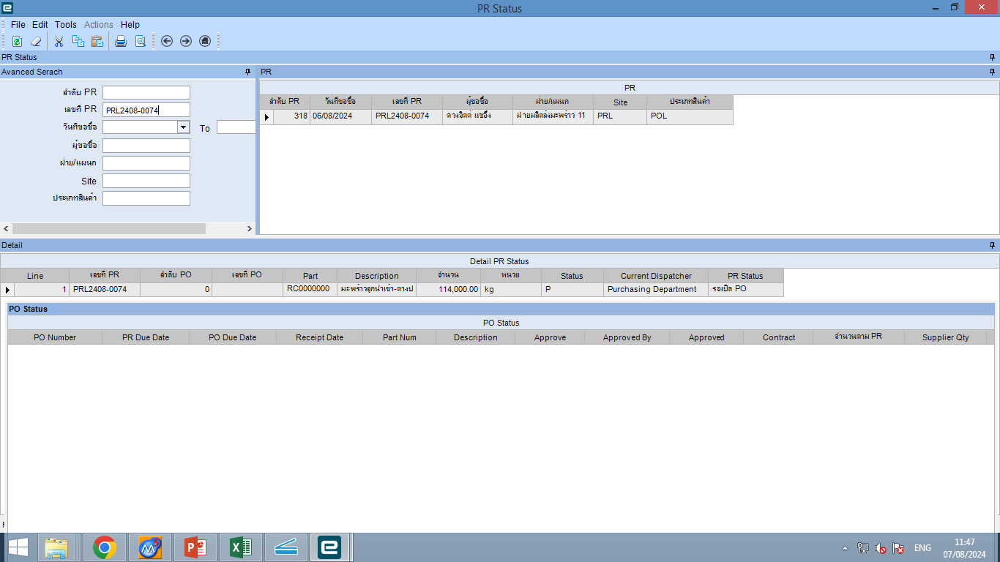 PR Status
File Edit Tools Actions Help
PR Status
Avanced Serach
PR
ลำดับ PR
เลขที่ PR PRL2408-0074
วันที่ขอซื้อ To
ผู้ขอซื้อ
ฝ่าย/แผนก
Site
ประเภทสินค้า
PR
ลำดับ PR วันที่ขอซื้อ เลขที่ PR ผู้ขอซื้อ ฝ่าย/แผนก Site ประเภทสินค้า
318 06/08/2024 PRL2408-0074 ดวงจิตต์ แซ่อึ้ง ฝ่ายผลิตล้งมะพร้าว 11 PRL POL
Detail
Detail PR Status
Line เลขที่ PR ลำดับ PO เลขที่ PO Part Description จำนวน หน่วย Status Current Dispatcher PR Status
1 PRL2408-0074 0 RC0000000 มะพร้าวลูกนำเข้า-ต่างป 114,000.00 kg P Purchasing Department รอเปิด PO
PO Status
PO Status
PO Number PR Due Date PO Due Date Receipt Date Part Num Description Approve Approved By Approved Contract จำนวนตาม PR Supplier Qty
ENG
11:47
07/08/2024